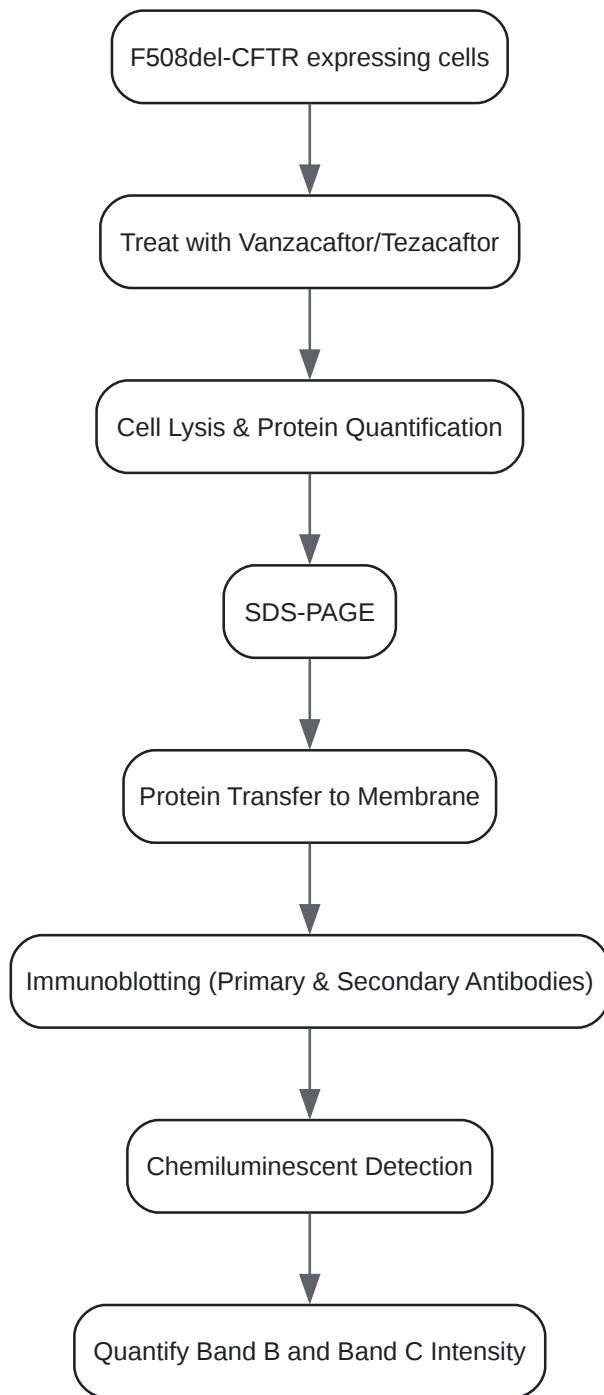 F508del-CFTR expressing cells
Treat with Vanzacaftor/Tezacaftor
Cell Lysis & Protein Quantification
SDS-PAGE
Protein Transfer to Membrane
Immunoblotting (Primary & Secondary Antibodies)
Chemiluminescent Detection
Quantify Band B and Band C Intensity